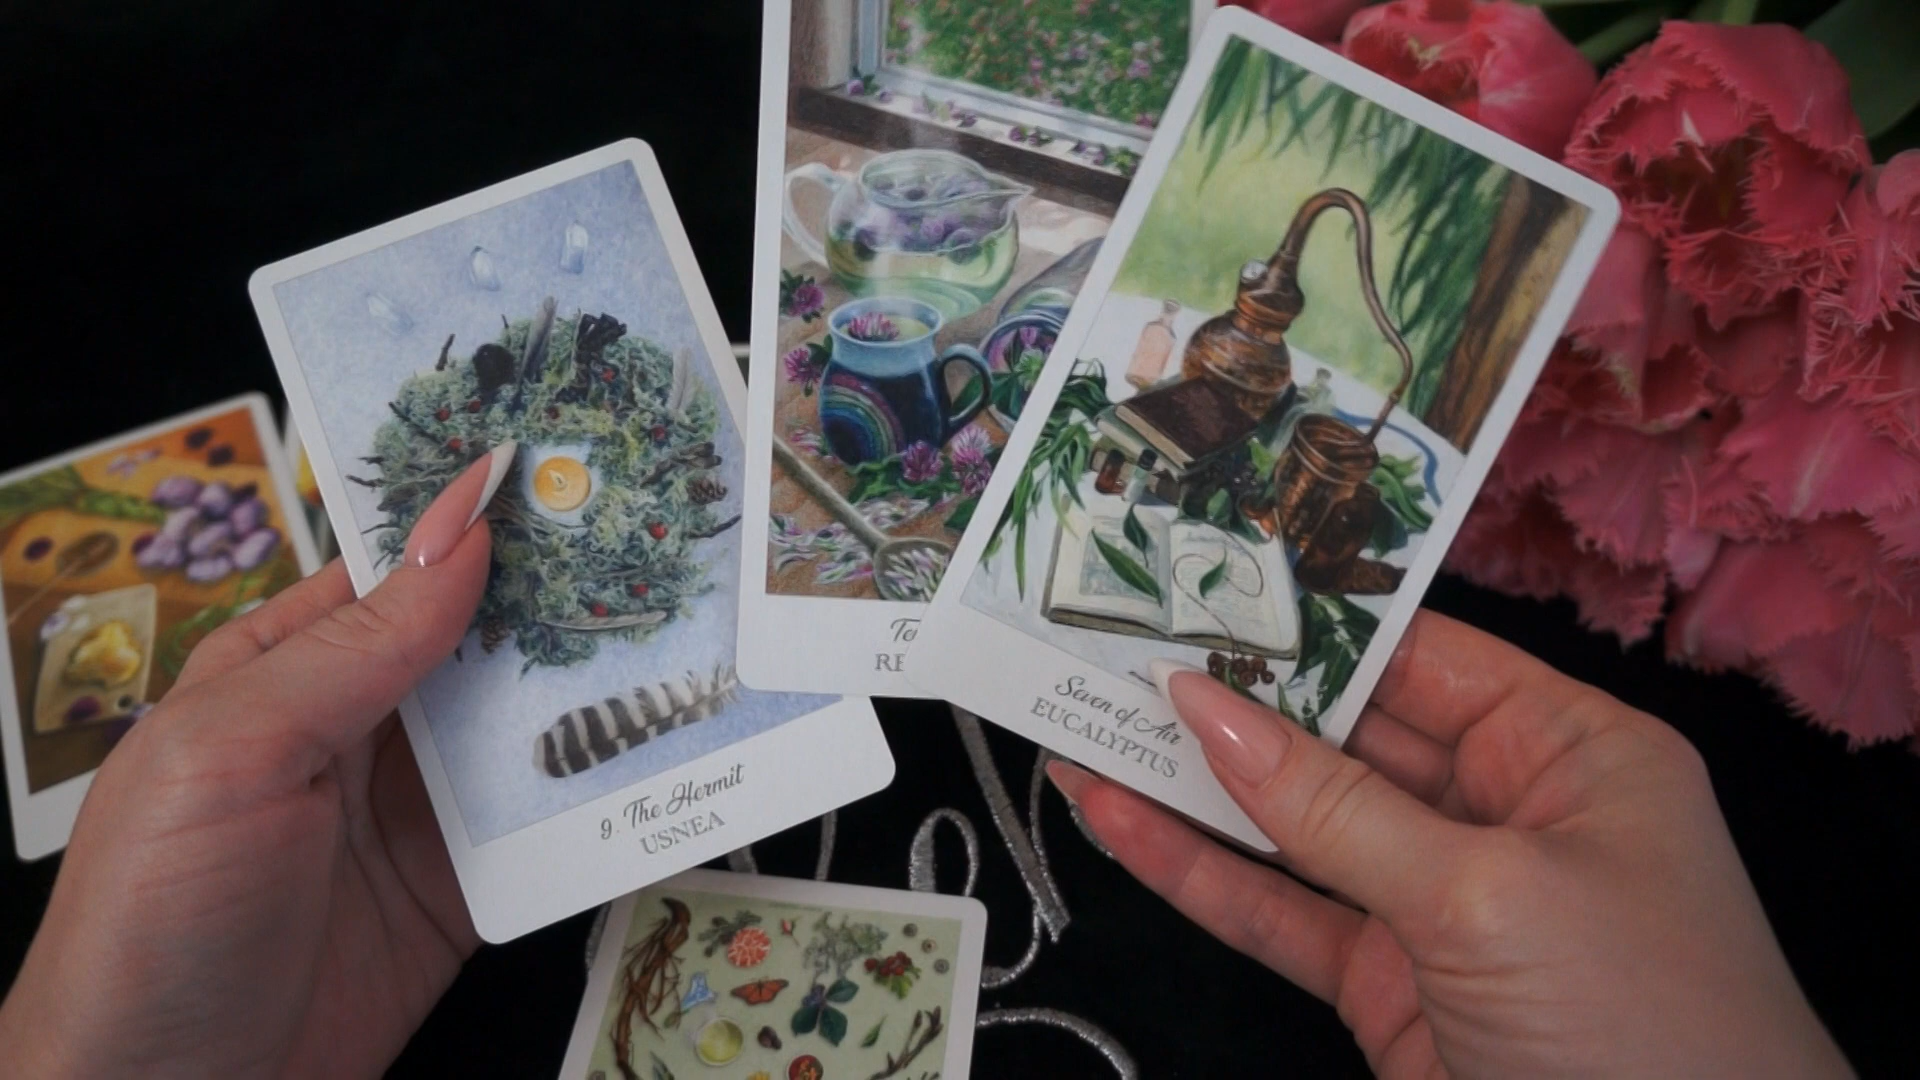 9. The Hermit
USNEA
Seven of Air
EUCALYPTUS